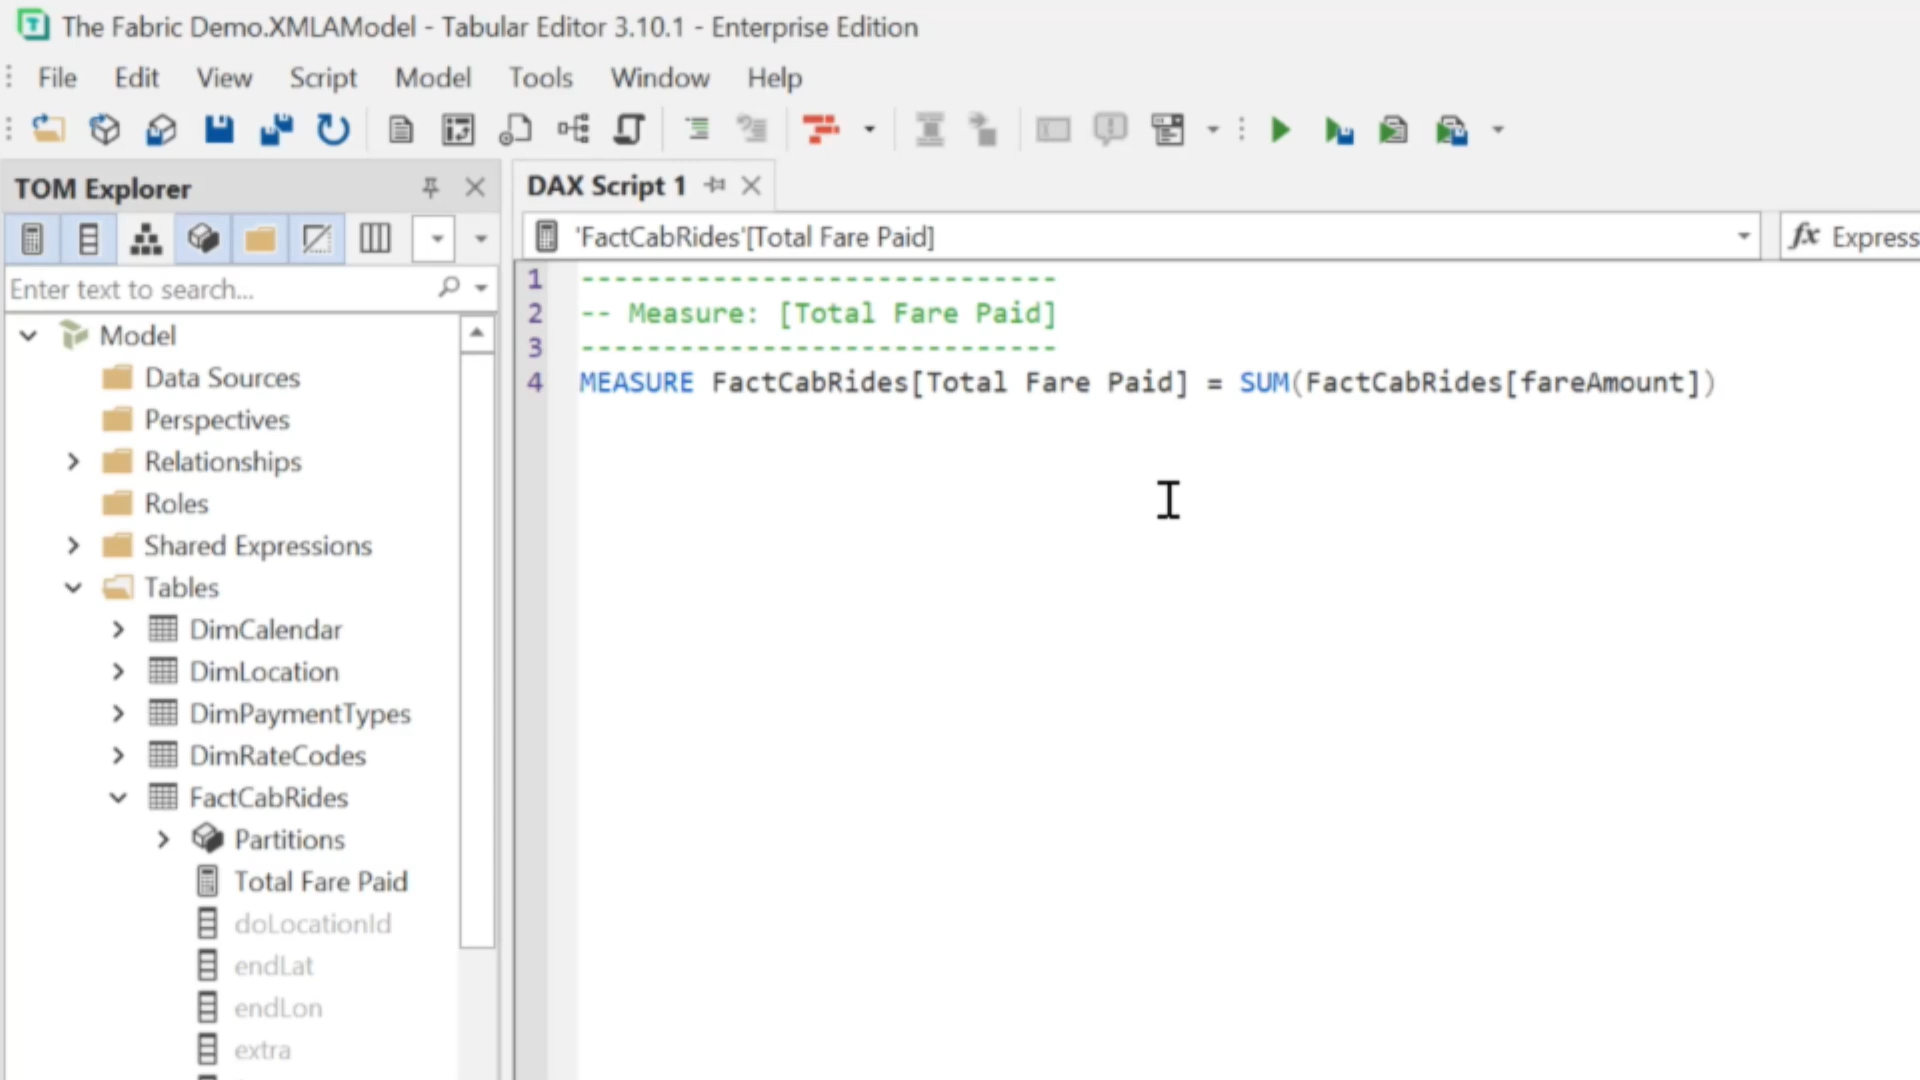 The Fabric Demo.XMLAModel - Tabular Editor 3.10.1 - Enterprise Edition
File Edit View Script Model Tools Window Help
TOM Explorer
DAX Script 1
'FactCabRides'[Total Fare Paid]
fx Express
Enter text to search...
1 -----------------------------
2 -- Measure: [Total Fare Paid]
3 -----------------------------
4 MEASURE FactCabRides[Total Fare Paid] = SUM(FactCabRides[fareAmount])
Model
Data Sources
Perspectives
Relationships
Roles
Shared Expressions
Tables
DimCalendar
DimLocation
DimPaymentTypes
DimRateCodes
FactCabRides
Partitions
Total Fare Paid
doLocationId
endLat
endLon
extra